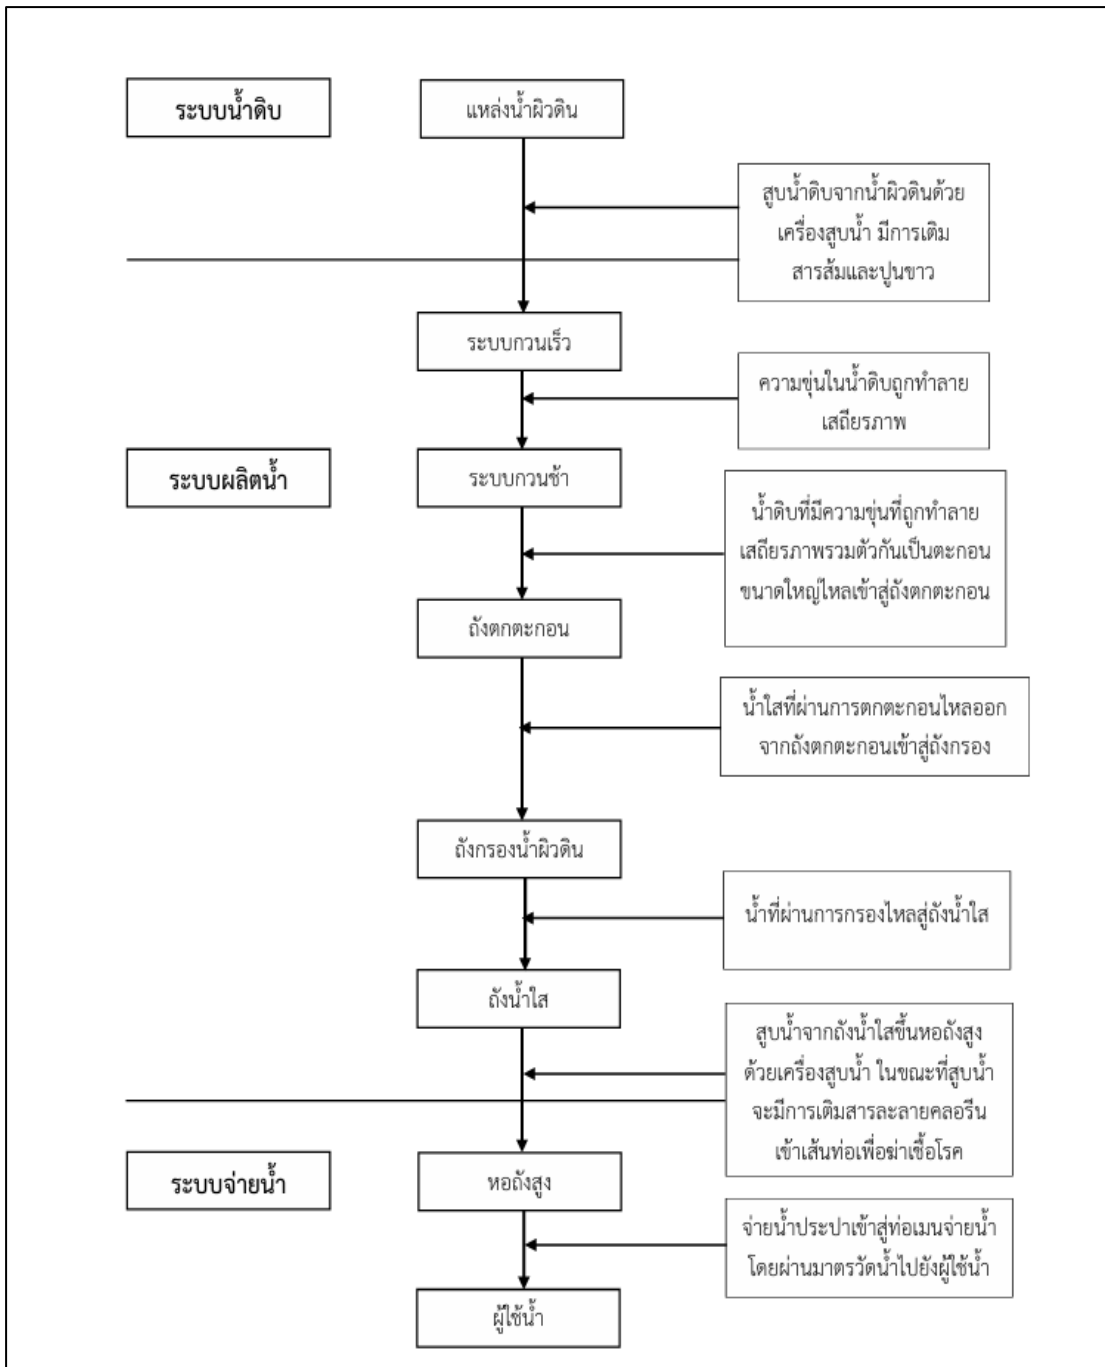 ระบบน้ำดิบ
แหล่งน้ำผิวดิน
สูบน้ำดิบจากน้ำผิวดินด้วย
เครื่องสูบน้ำ มีการเติม
สารส้มและปูนขาว
ระบบกวนเร็ว
ความขุ่นในน้ำดิบถูกทำลาย
เสถียรภาพ
ระบบผลิตน้ำ
ระบบกวนช้า
น้ำดิบที่มีความขุ่นที่ถูกทำลาย
เสถียรภาพรวมตัวกันเป็นตะกอน
ขนาดใหญ่ไหลเข้าสู่ถังตกตะกอน
ถังตกตะกอน
น้ำใสที่ผ่านการตกตะกอนไหลออก
จากถังตกตะกอนเข้าสู่ถังกรอง
ถังกรองน้ำผิวดิน
น้ำที่ผ่านการกรองไหลสู่ถังน้ำใส
ถังน้ำใส
สูบน้ำจากถังน้ำใสขึ้นหอถังสูง
ด้วยเครื่องสูบน้ำ ในขณะที่สูบน้ำ
จะมีการเติมสารละลายคลอรีน
เข้าเส้นท่อเพื่อฆ่าเชื้อโรค
ระบบจ่ายน้ำ
หอถังสูง
จ่ายน้ำประปาเข้าสู่ท่อเมนจ่ายน้ำ
โดยผ่านมาตรวัดน้ำไปยังผู้ใช้น้ำ
ผู้ใช้น้ำ